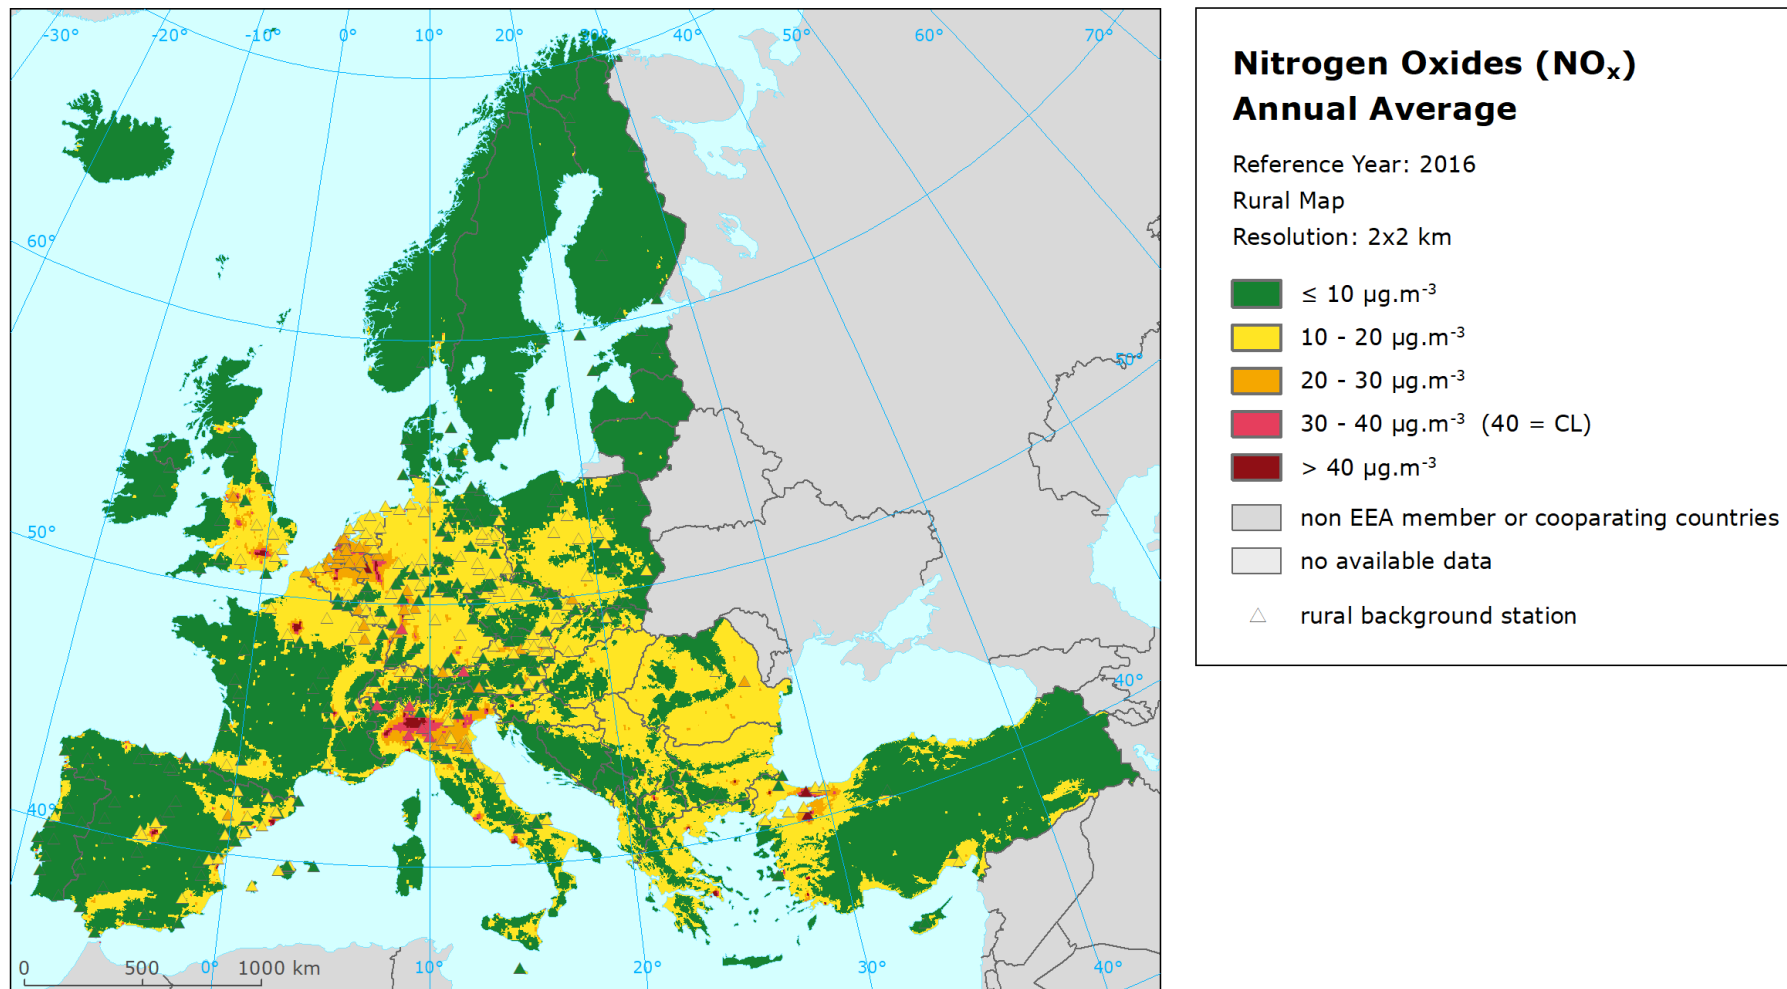 -30°
-20°
-10°
0°
10°
20°
30°
40°
50°
60°
70°
60°
50°
50°
40°
40°
0
500
0°
1000 km
10°
20°
30°
40°
Nitrogen Oxides (NOₓ)
Annual Average
Reference Year: 2016
Rural Map
Resolution: 2x2 km
≤ 10 µg.m⁻³
10 - 20 µg.m⁻³
20 - 30 µg.m⁻³
30 - 40 µg.m⁻³ (40 = CL)
> 40 µg.m⁻³
non EEA member or cooparating countries
no available data
rural background station